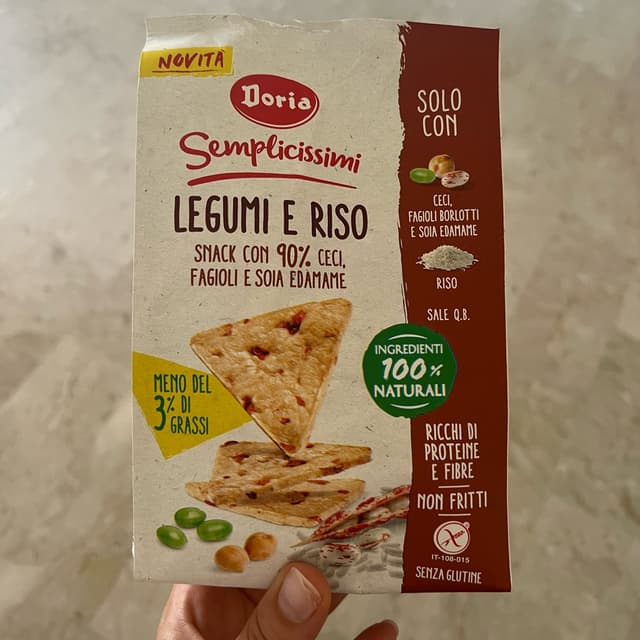 NOVITÀ
Doria
Semplicissimi
LEGUMI E RISO
SNACK CON 90% CECI,
FAGIOLI E SOIA EDAMAME
MENO DEL
3% DI
GRASSI
SOLO
CON
CECI,
FAGIOLI BORLOTTI
E SOIA EDAMAME
RISO
SALE Q.B.
INGREDIENTI
100%
NATURALI
RICCHI DI
PROTEINE
E FIBRE
NON FRITTI
IT-108-015
SENZA GLUTINE